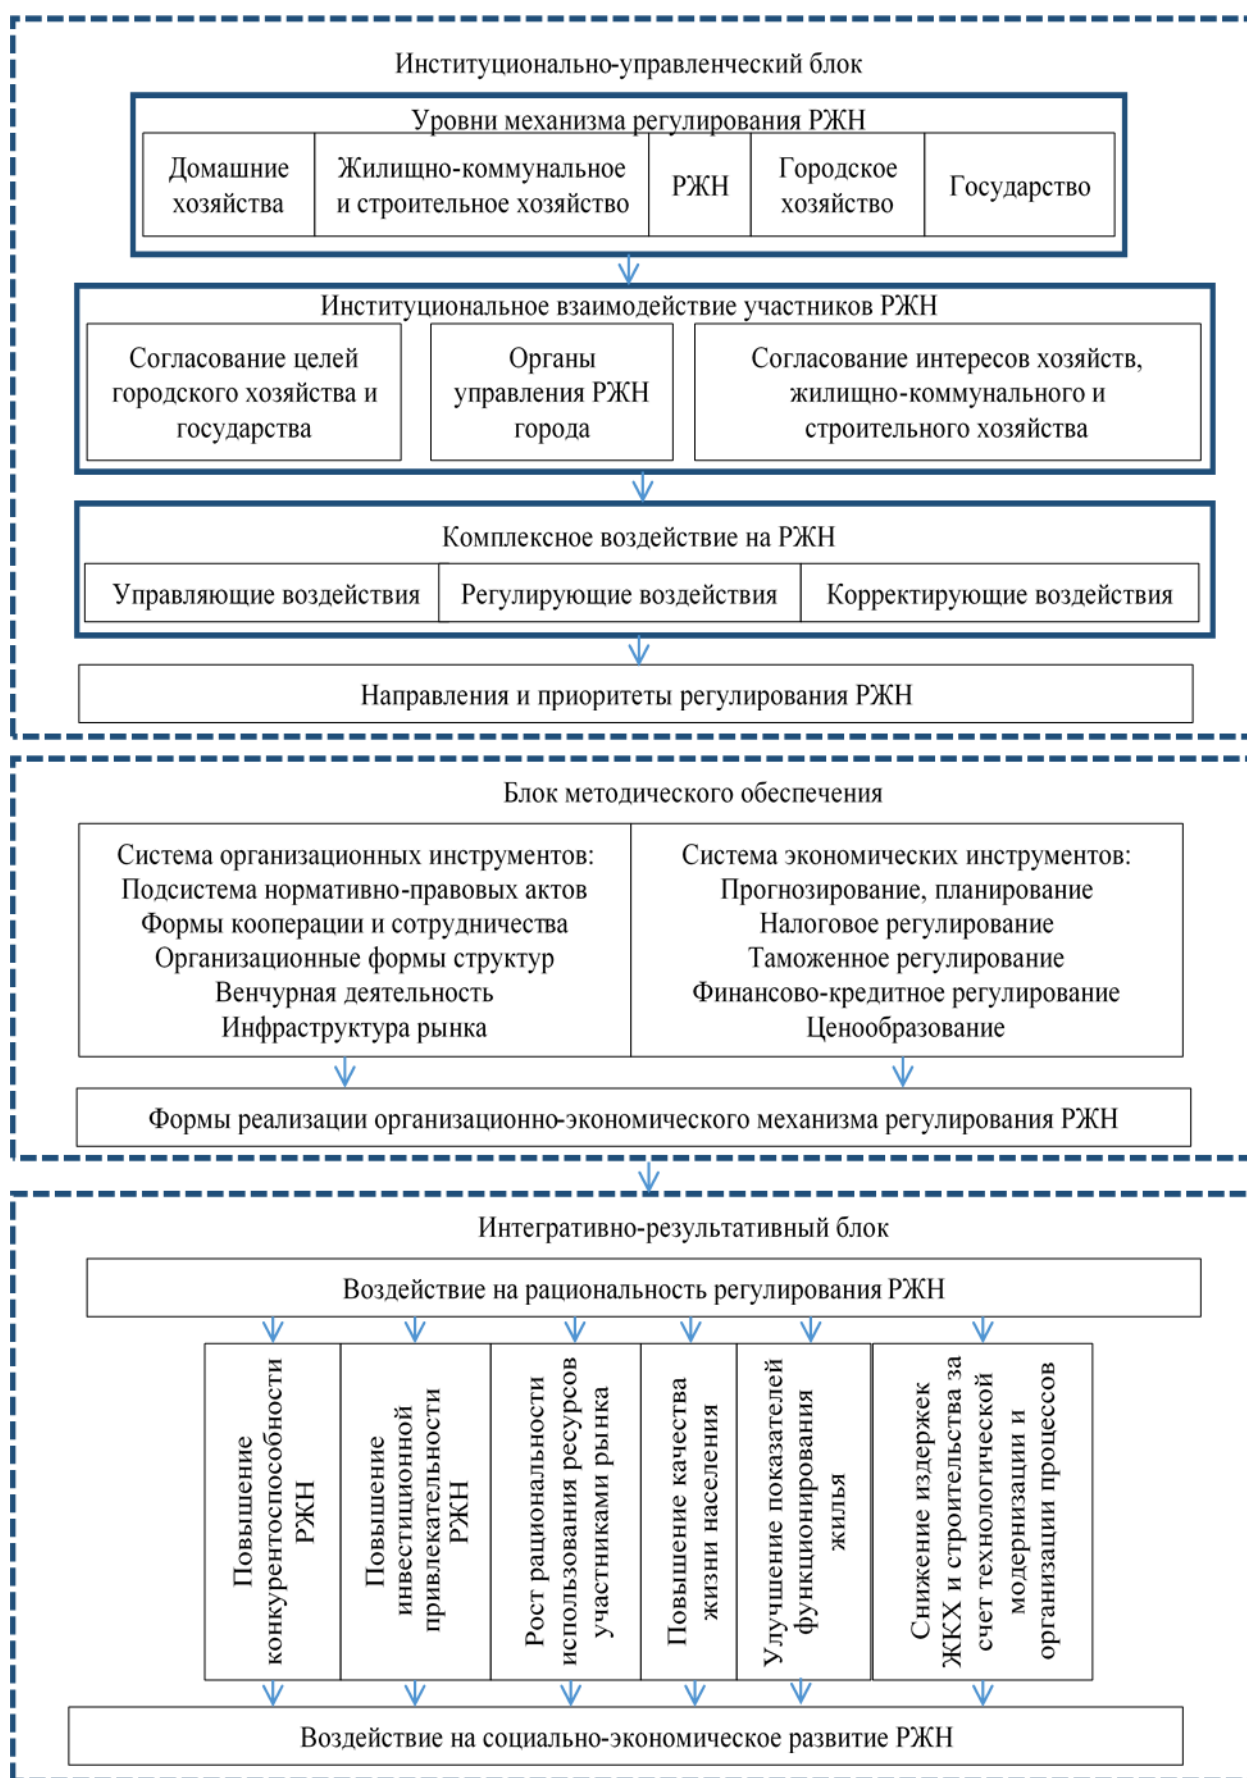 Институционально-управленческий блок
Уровни механизма регулирования РЖН
Домашние
хозяйства
Жилищно-коммунальное
и строительное хозяйство
РЖН
Городское
хозяйство
Государство
Институциональное взаимодействие участников РЖН
Согласование целей
городского хозяйства и
государства
Органы
управления РЖН
города
Согласование интересов хозяйств,
жилищно-коммунального и
строительного хозяйства
Комплексное воздействие на РЖН
Управляющие воздействия
Регулирующие воздействия
Корректирующие воздействия
Направления и приоритеты регулирования РЖН
Блок методического обеспечения
Система организационных инструментов:
Подсистема нормативно-правовых актов
Формы кооперации и сотрудничества
Организационные формы структур
Венчурная деятельность
Инфраструктура рынка
Система экономических инструментов:
Прогнозирование, планирование
Налоговое регулирование
Таможенное регулирование
Финансово-кредитное регулирование
Ценообразование
Формы реализации организационно-экономического механизма регулирования РЖН
Интегративно-результативный блок
Воздействие на рациональность регулирования РЖН
Повышение
конкурентоспособности
РЖН
Повышение
инвестиционной
привлекательности
РЖН
Рост рациональности
использования ресурсов
участниками рынка
Повышение качества
жизни населения
Улучшение показателей
функционирования
жилья
Снижение издержек
ЖКХ и строительства за
счет технологической
модернизации и
организации процессов
Воздействие на социально-экономическое развитие РЖН